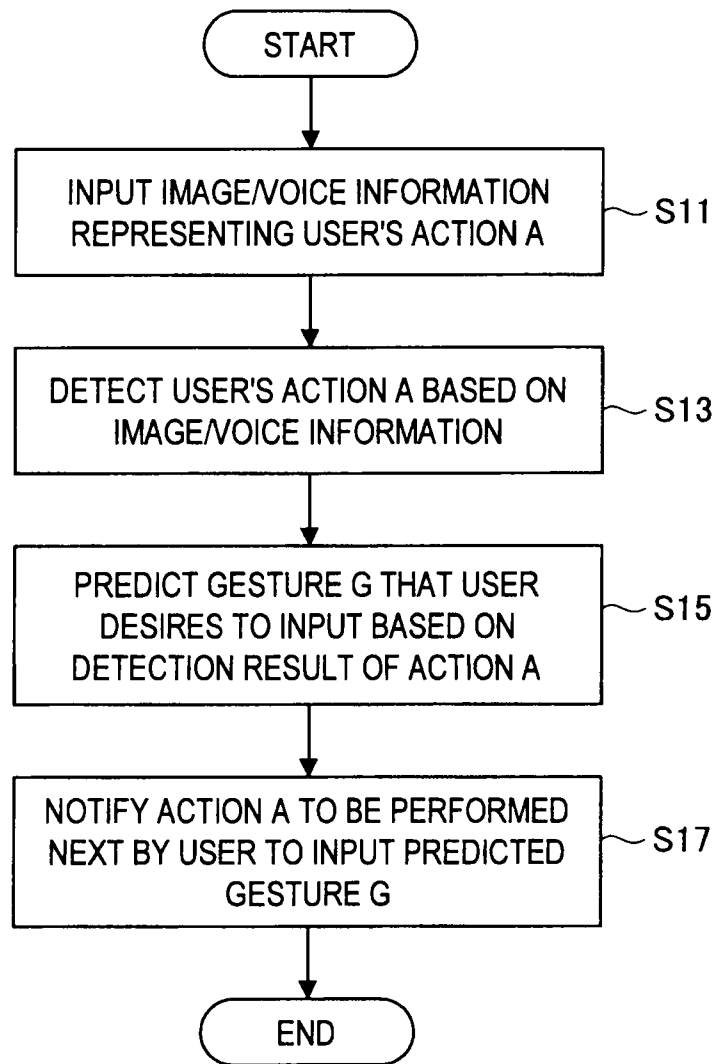 START
INPUT IMAGE/VOICE INFORMATION
REPRESENTING USER'S ACTION A
S11
DETECT USER'S ACTION A BASED ON
IMAGE/VOICE INFORMATION
S13
PREDICT GESTURE G THAT USER
DESIRES TO INPUT BASED ON
DETECTION RESULT OF ACTION A
S15
NOTIFY ACTION A TO BE PERFORMED
NEXT BY USER TO INPUT PREDICTED
GESTURE G
S17
END